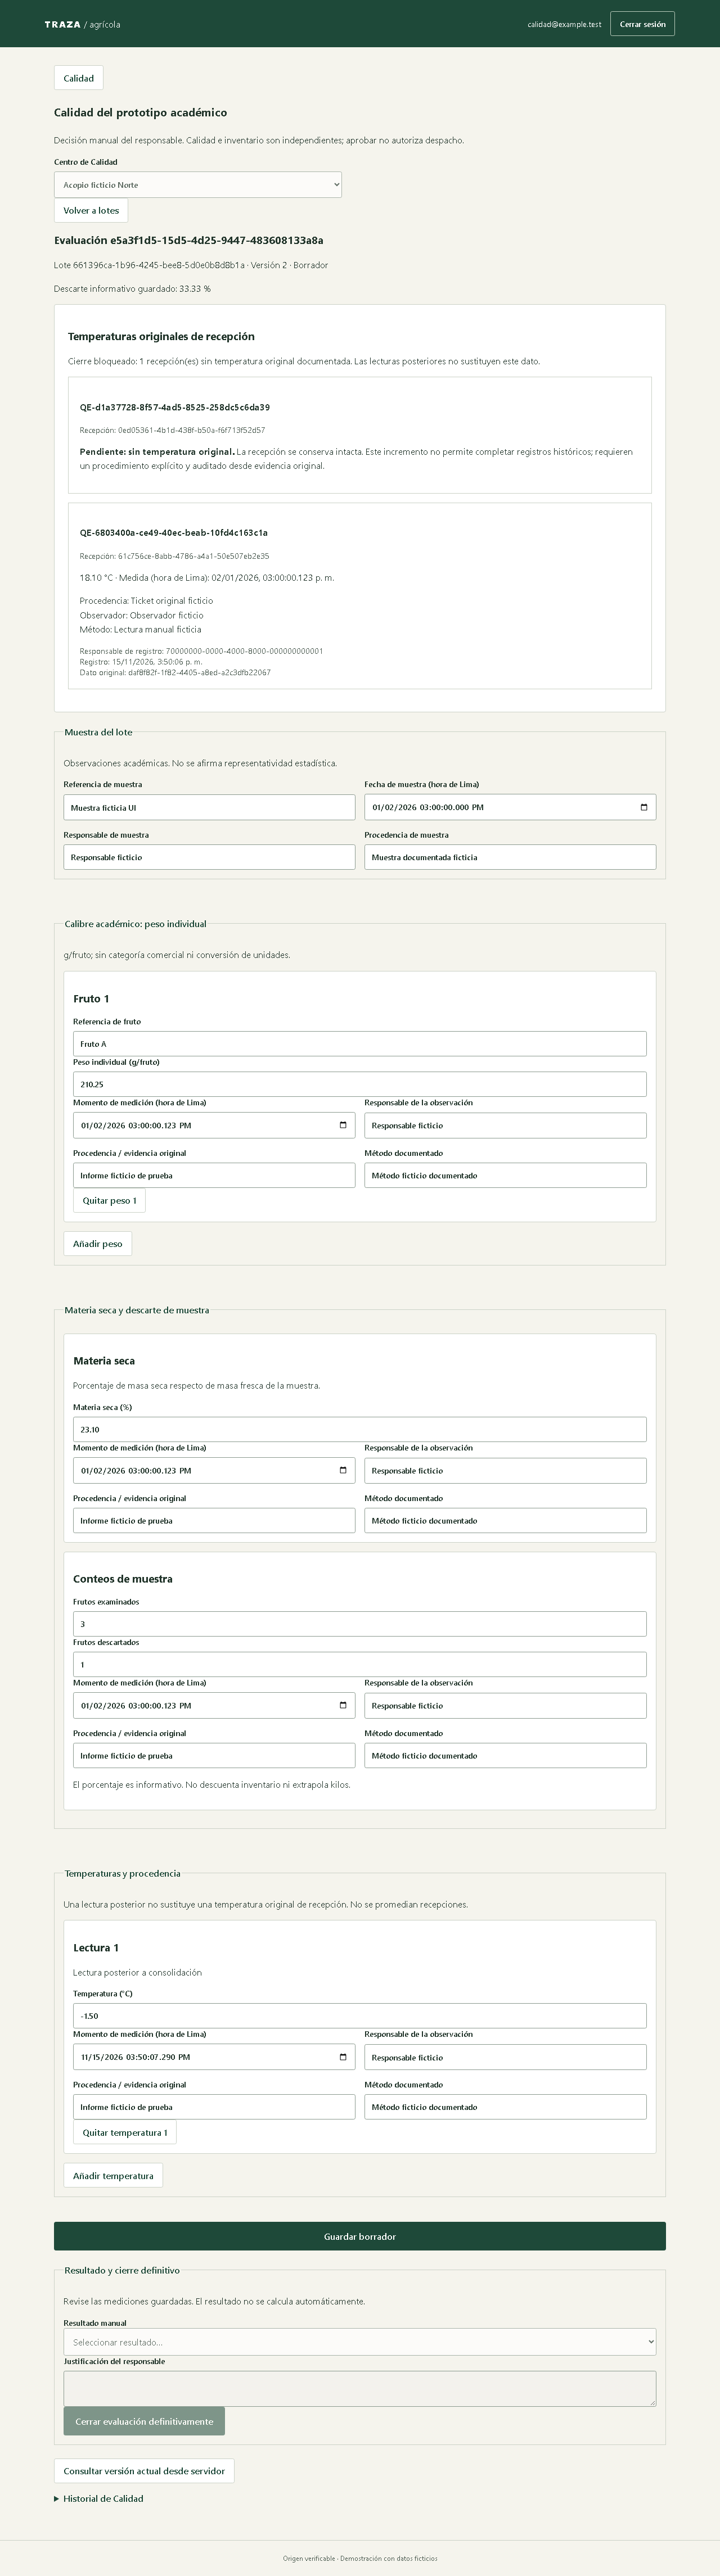 TRAZA / agrícola
calidad@example.test
Cerrar sesión
Calidad
Calidad del prototipo académico
Decisión manual del responsable. Calidad e inventario son independientes; aprobar no autoriza despacho.
Centro de Calidad
Acopio ficticio Norte
Volver a lotes
Evaluación e5a3f1d5-15d5-4d25-9447-483608133a8a
Lote 661396ca-1b96-4245-bee8-5d0e0b8d8b1a · Versión 2 · Borrador
Descarte informativo guardado: 33.33 %
Temperaturas originales de recepción
Cierre bloqueado: 1 recepción(es) sin temperatura original documentada. Las lecturas posteriores no sustituyen este dato.
QE-d1a37728-8f57-4ad5-8525-258dc5c6da39
Recepción: 0ed05361-4b1d-438f-b50a-f6f713f52d57
Pendiente: sin temperatura original. La recepción se conserva intacta. Este incremento no permite completar registros históricos; requieren
un procedimiento explícito y auditado desde evidencia original.
QE-6803400a-ce49-40ec-beab-10fd4c163c1a
Recepción: 61c756ce-8abb-4786-a4a1-50e507eb2e35
18.10 °C · Medida (hora de Lima): 02/01/2026, 03:00:00.123 p. m.
Procedencia: Ticket original ficticio
Observador: Observador ficticio
Método: Lectura manual ficticia
Responsable de registro: 70000000-0000-4000-8000-000000000001
Registro: 15/11/2026, 3:50:06 p. m.
Dato original: daf8f82f-1f82-4405-a8ed-a2c3dfb22067
Muestra del lote
Observaciones académicas. No se afirma representatividad estadística.
Referencia de muestra
Fecha de muestra (hora de Lima)
Muestra ficticia UI
01/02/2026 03:00:00.000 PM
Responsable de muestra
Procedencia de muestra
Responsable ficticio
Muestra documentada ficticia
Calibre académico: peso individual
g/fruto; sin categoría comercial ni conversión de unidades.
Fruto 1
Referencia de fruto
Fruto A
Peso individual (g/fruto)
210.25
Momento de medición (hora de Lima)
Responsable de la observación
01/02/2026 03:00:00.123 PM
Responsable ficticio
Procedencia / evidencia original
Método documentado
Informe ficticio de prueba
Método ficticio documentado
Quitar peso 1
Añadir peso
Materia seca y descarte de muestra
Materia seca
Porcentaje de masa seca respecto de masa fresca de la muestra.
Materia seca (%)
23.10
Momento de medición (hora de Lima)
Responsable de la observación
01/02/2026 03:00:00.123 PM
Responsable ficticio
Procedencia / evidencia original
Método documentado
Informe ficticio de prueba
Método ficticio documentado
Conteos de muestra
Frutos examinados
3
Frutos descartados
1
Momento de medición (hora de Lima)
Responsable de la observación
01/02/2026 03:00:00.123 PM
Responsable ficticio
Procedencia / evidencia original
Método documentado
Informe ficticio de prueba
Método ficticio documentado
El porcentaje es informativo. No descuenta inventario ni extrapola kilos.
Temperaturas y procedencia
Una lectura posterior no sustituye una temperatura original de recepción. No se promedian recepciones.
Lectura 1
Lectura posterior a consolidación
Temperatura (°C)
-1.50
Momento de medición (hora de Lima)
Responsable de la observación
11/15/2026 03:50:07.290 PM
Responsable ficticio
Procedencia / evidencia original
Método documentado
Informe ficticio de prueba
Método ficticio documentado
Quitar temperatura 1
Añadir temperatura
Guardar borrador
Resultado y cierre definitivo
Revise las mediciones guardadas. El resultado no se calcula automáticamente.
Resultado manual
Seleccionar resultado...
Justificación del responsable
Cerrar evaluación definitivamente
Consultar versión actual desde servidor
Historial de Calidad
Origen verificable · Demostración con datos ficticios